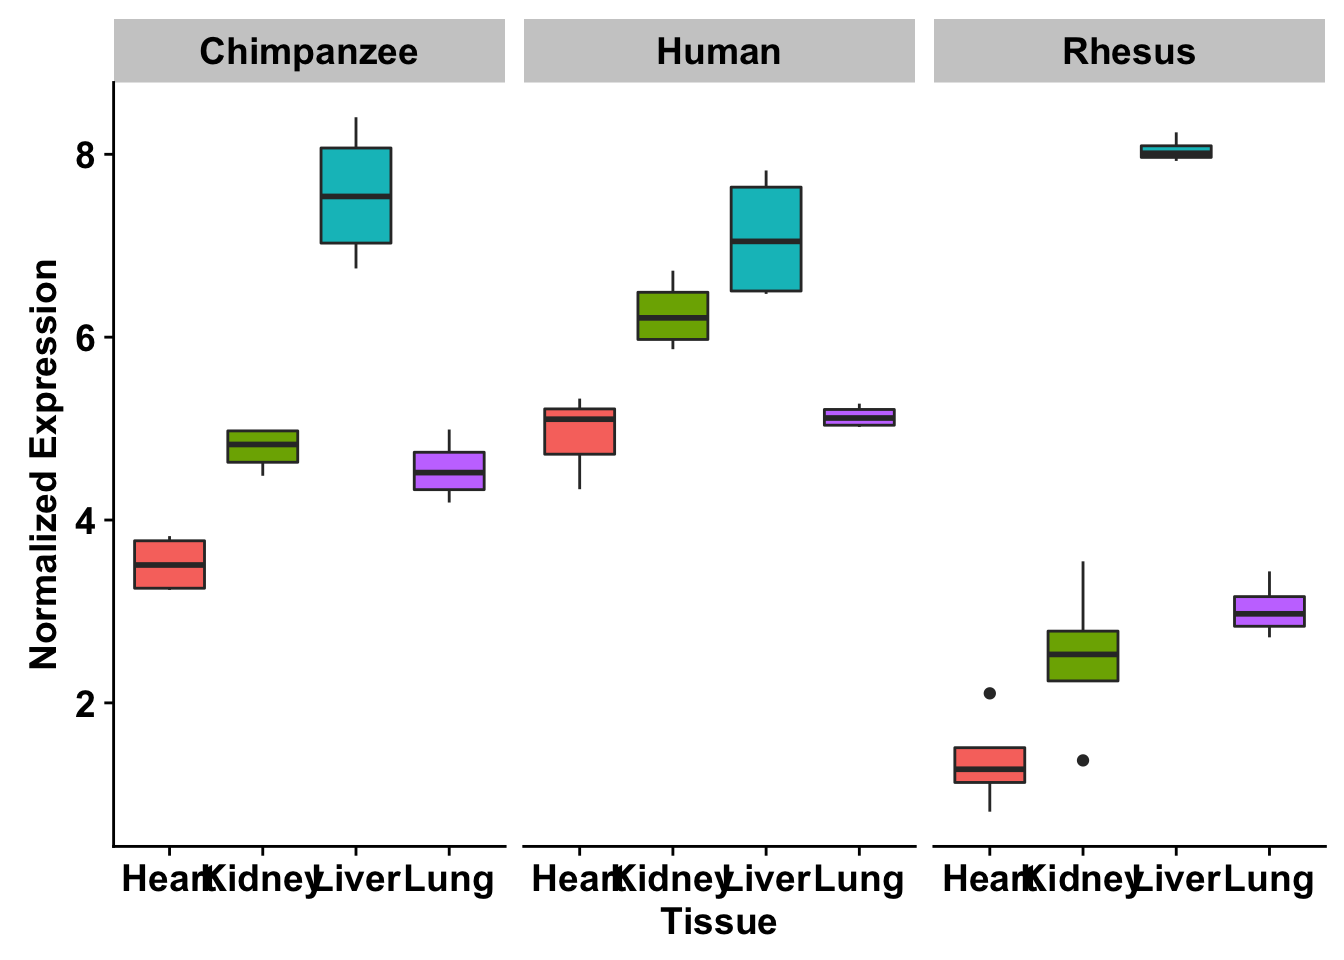 Chimpanzee Human Rhesus
Normalized Expression
8
6
4
2
Heart Kidney Liver Lung Heart Kidney Liver Lung Heart Kidney Liver Lung
Tissue